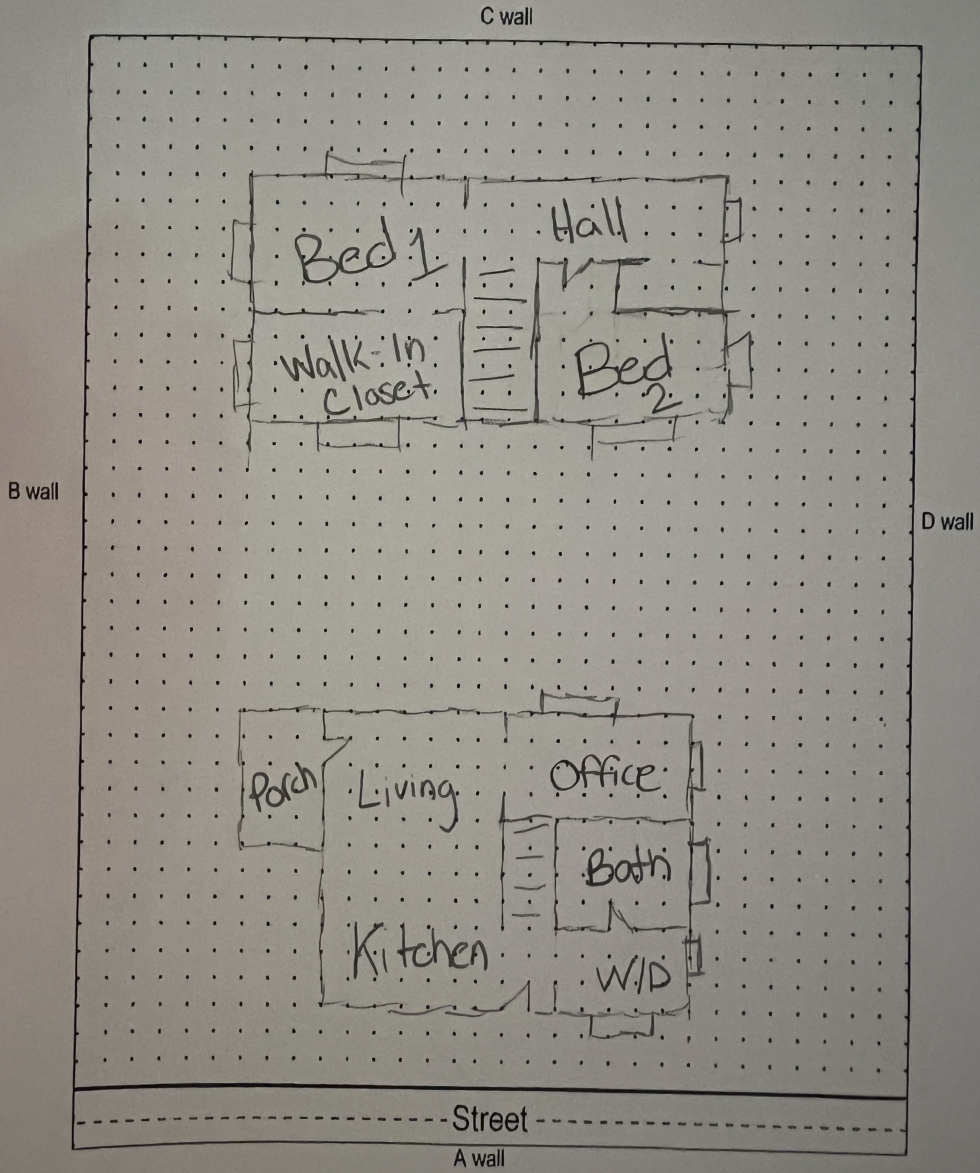 C wall
Hall
Bed 1
Walk-In
Closet
Bed
2
B wall
D wall
Porch
Living
Office
Bath
Kitchen
W/D
Street
A wall